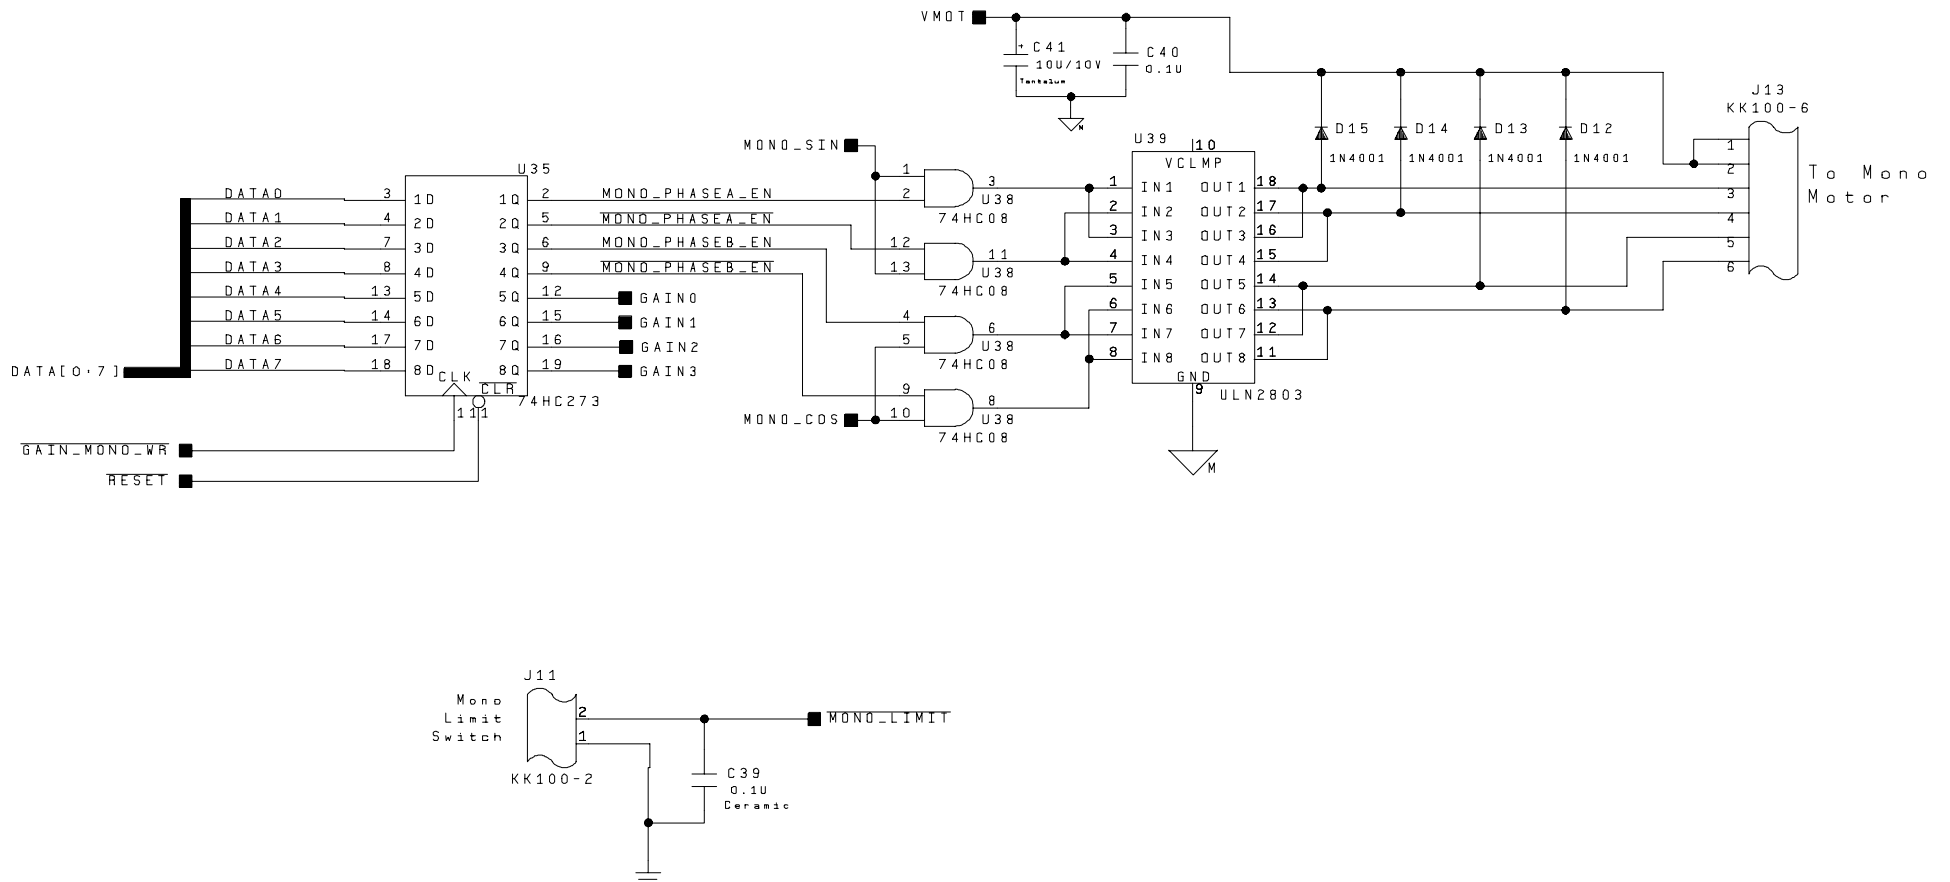 VMOT
C41
10U/10V
Tantalum
C40
0.1U
M
J13
KK100-6
1
2
3
4
5
6
To Mono
Motor
D15
1N4001
D14
1N4001
D13
1N4001
D12
1N4001
U39
10
VCLMP
1 IN1 OUT1 18
2 IN2 OUT2 17
3 IN3 OUT3 16
4 IN4 OUT4 15
5 IN5 OUT5 14
6 IN6 OUT6 13
7 IN7 OUT7 12
8 IN8 OUT8 11
GND
9
ULN2803
M
MONO_SIN
1
2
3
U38
74HC08
12
13
11
U38
74HC08
4
5
6
U38
74HC08
9
10
8
U38
74HC08
MONO_COS
U35
DATA0 3 1D 1Q 2 MONO_PHASEA_EN
DATA1 4 2D 2Q 5 MONO_PHASEA_EN
DATA2 7 3D 3Q 6 MONO_PHASEB_EN
DATA3 8 4D 4Q 9 MONO_PHASEB_EN
DATA4 13 5D 5Q 12 GAIN0
DATA5 14 6D 6Q 15 GAIN1
DATA6 17 7D 7Q 16 GAIN2
DATA7 18 8D 8Q 19 GAIN3
DATA[0:7]
CLK
CLR
11
1
74HC273
GAIN_MONO_WR
RESET
J11
Mono
Limit
Switch
2
1
KK100-2
MONO_LIMIT
C39
0.1U
Ceramic